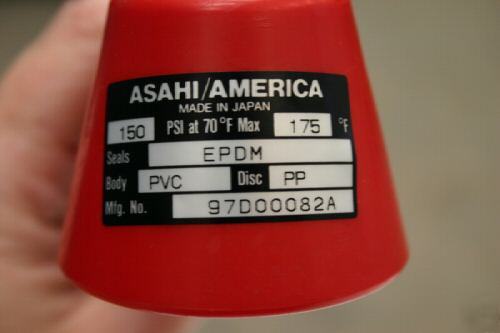 ASAHI/AMERICA
MADE IN JAPAN
150 PSI at 70°F Max 175 °F
Seals EPDM
Body PVC Disc PP
Mfg. No. 97D00082A